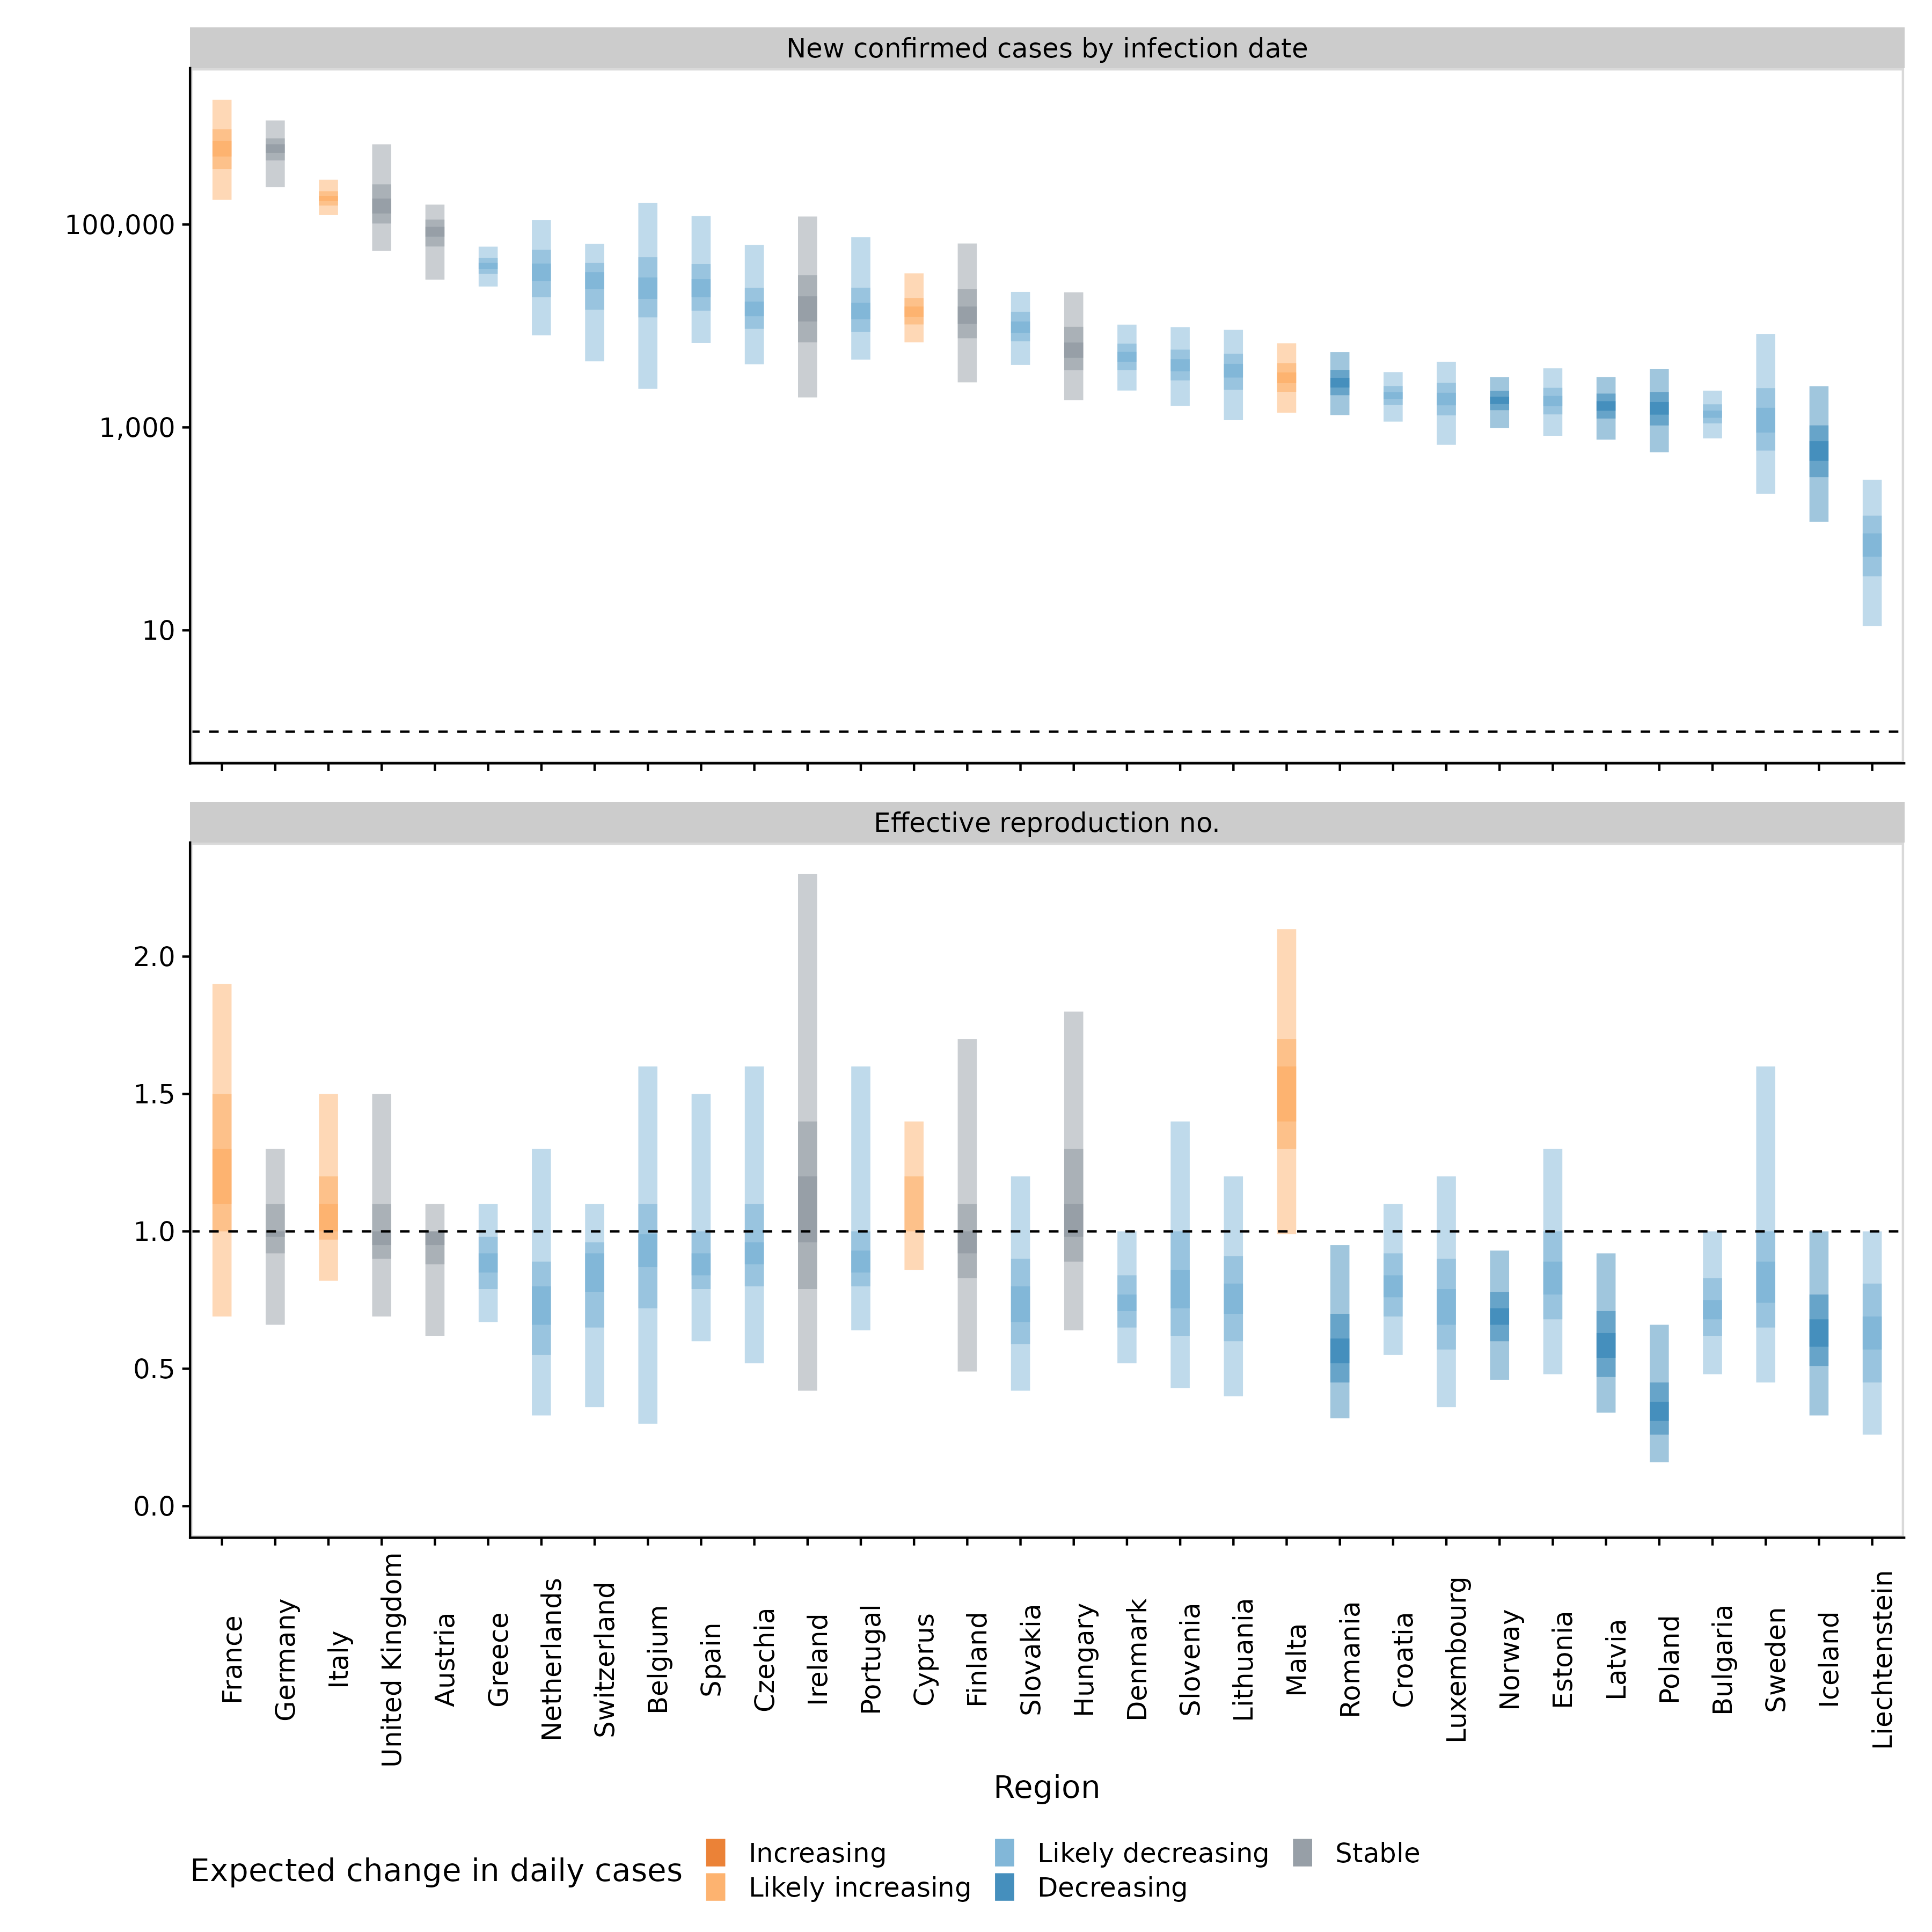 New confirmed cases by infection date
100,000
1,000
10
Effective reproduction no.
2.0
1.5
1.0
0.5
0.0
France
Germany
Italy
United Kingdom
Austria
Greece
Netherlands
Switzerland
Belgium
Spain
Czechia
Ireland
Portugal
Cyprus
Finland
Slovakia
Hungary
Denmark
Slovenia
Lithuania
Malta
Romania
Croatia
Luxembourg
Norway
Estonia
Latvia
Poland
Bulgaria
Sweden
Iceland
Liechtenstein
Region
Expected change in daily cases
Increasing
Likely increasing
Likely decreasing
Decreasing
Stable